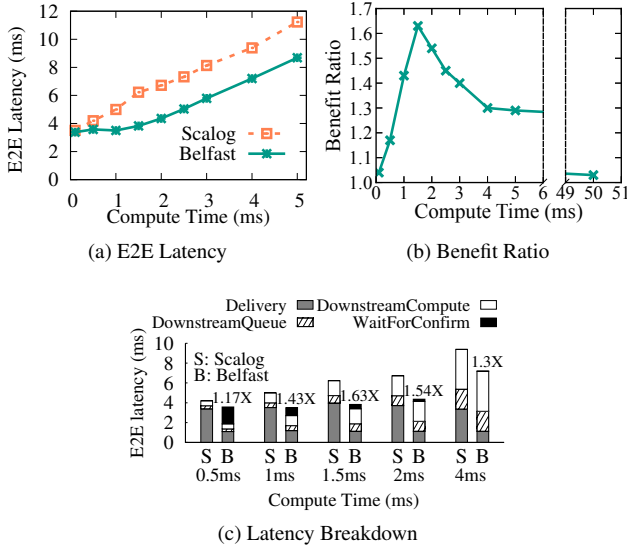 12
10
8
6
4
2
0
E2E Latency
(ms)
Scalog
Belfast
0 1 2 3 4 5
Compute Time (ms)
(a) E2E Latency
1.7
1.6
1.5
1.4
1.3
1.2
1.1
1.0
Benefit Ratio
0 1 2 3 4 5 6 49 50 51
Compute Time (ms)
(b) Benefit Ratio
Delivery DownstreamCompute
DownstreamQueue WaitForConfirm
10
8
6
4
2
0
E2E latency (ms)
S: Scalog
B: Belfast
1.17X 1.43X 1.63X 1.54X 1.3X
S B S B S B S B S B
0.5ms 1ms 1.5ms 2ms 4ms
Compute Time (ms)
(c) Latency Breakdown